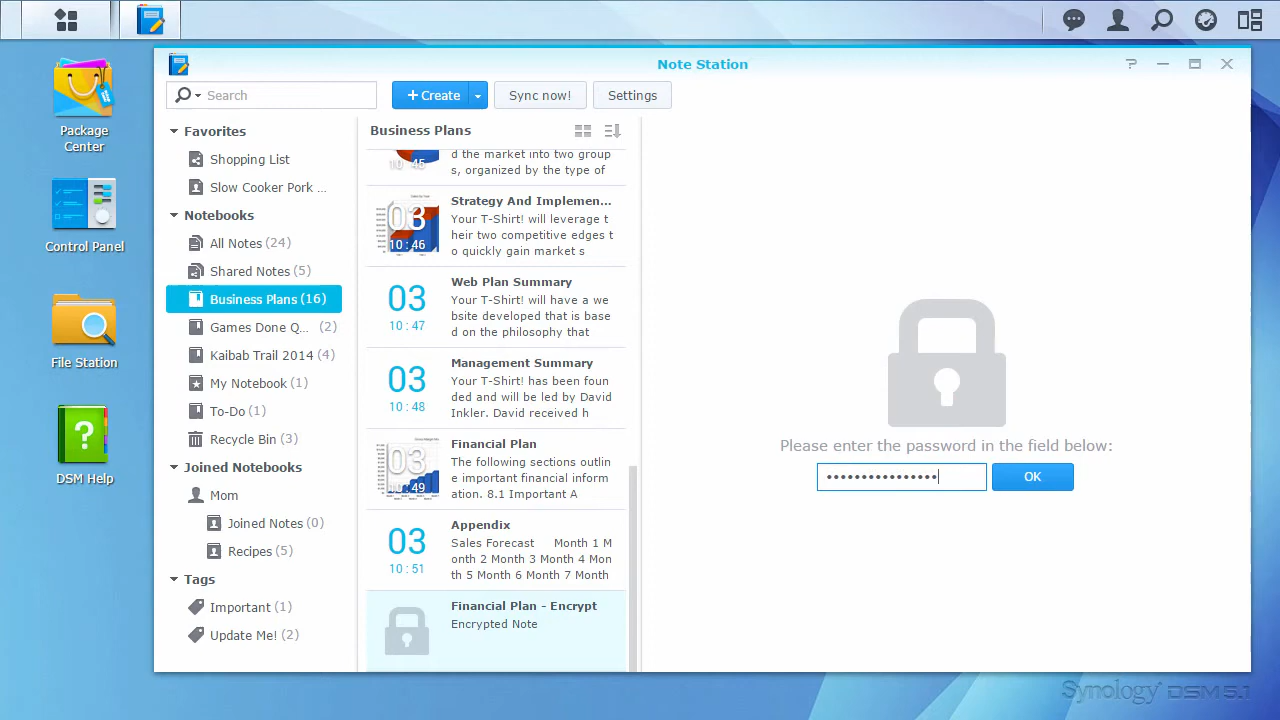 Note Station
Package
Center
Control Panel
File Station
DSM Help
Search
+ Create
Sync now!
Settings
Favorites
Shopping List
Slow Cooker Pork ...
Notebooks
All Notes (24)
Shared Notes (5)
Business Plans (16)
Games Done Q... (2)
Kaibab Trail 2014 (4)
My Notebook (1)
To-Do (1)
Recycle Bin (3)
Joined Notebooks
Mom
Joined Notes (0)
Recipes (5)
Tags
Important (1)
Update Me! (2)
Business Plans
10:45
d the market into two group
s, organized by the type of
03
10:46
Strategy And Implemen...
Your T-Shirt! will leverage t
heir two competitive edges to
o quickly gain market s
03
10:47
Web Plan Summary
Your T-Shirt! will have a we
bsite developed that is base
d on the philosophy that
03
10:48
Management Summary
Your T-Shirt! has been foun
ded and will be led by David
Inkler. David received h
03
10:49
Financial Plan
The following sections outlin
e important financial inform
ation. 8.1 Important A
03
10:51
Appendix
Sales Forecast Month 1 M
onth 2 Month 3 Month 4 Mon
th 5 Month 6 Month 7 Month
Financial Plan - Encrypt
Encrypted Note
Please enter the password in the field below:
OK
Synology DSM 5.1